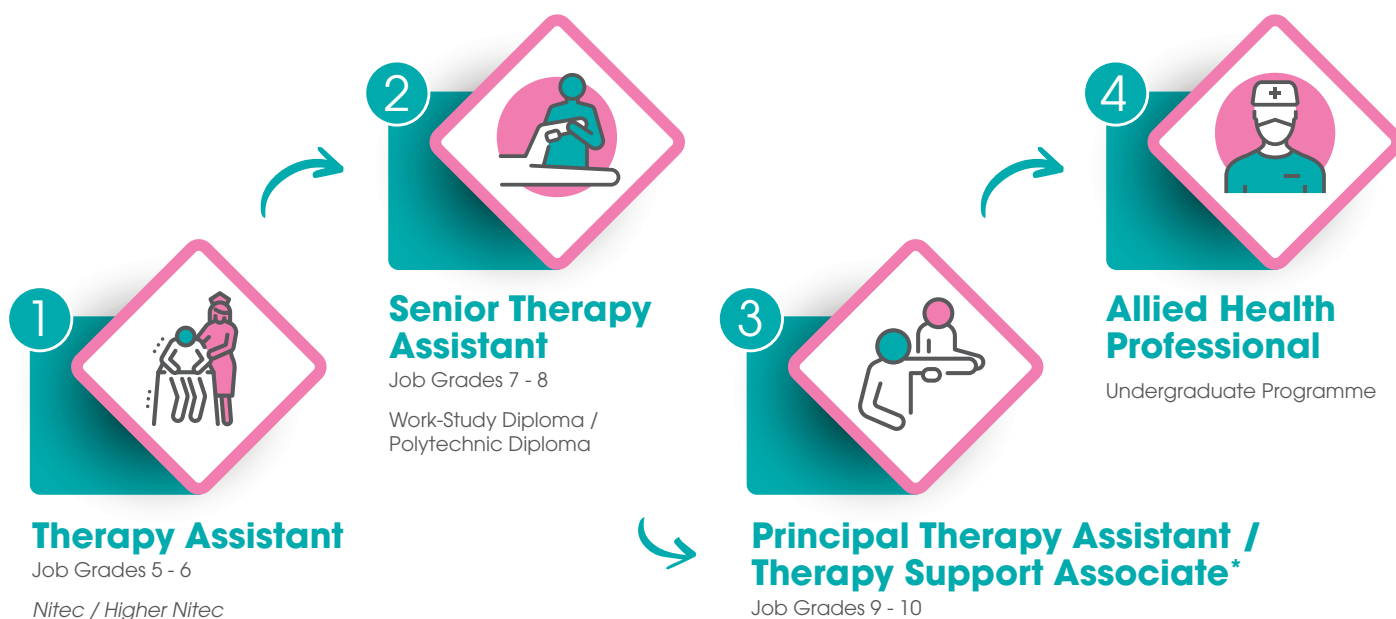 1
Therapy Assistant
Job Grades 5 - 6
Nitec / Higher Nitec
2
Senior Therapy
Assistant
Job Grades 7 - 8
Work-Study Diploma /
Polytechnic Diploma
3
Principal Therapy Assistant /
Therapy Support Associate*
Job Grades 9 - 10
4
Allied Health
Professional
Undergraduate Programme